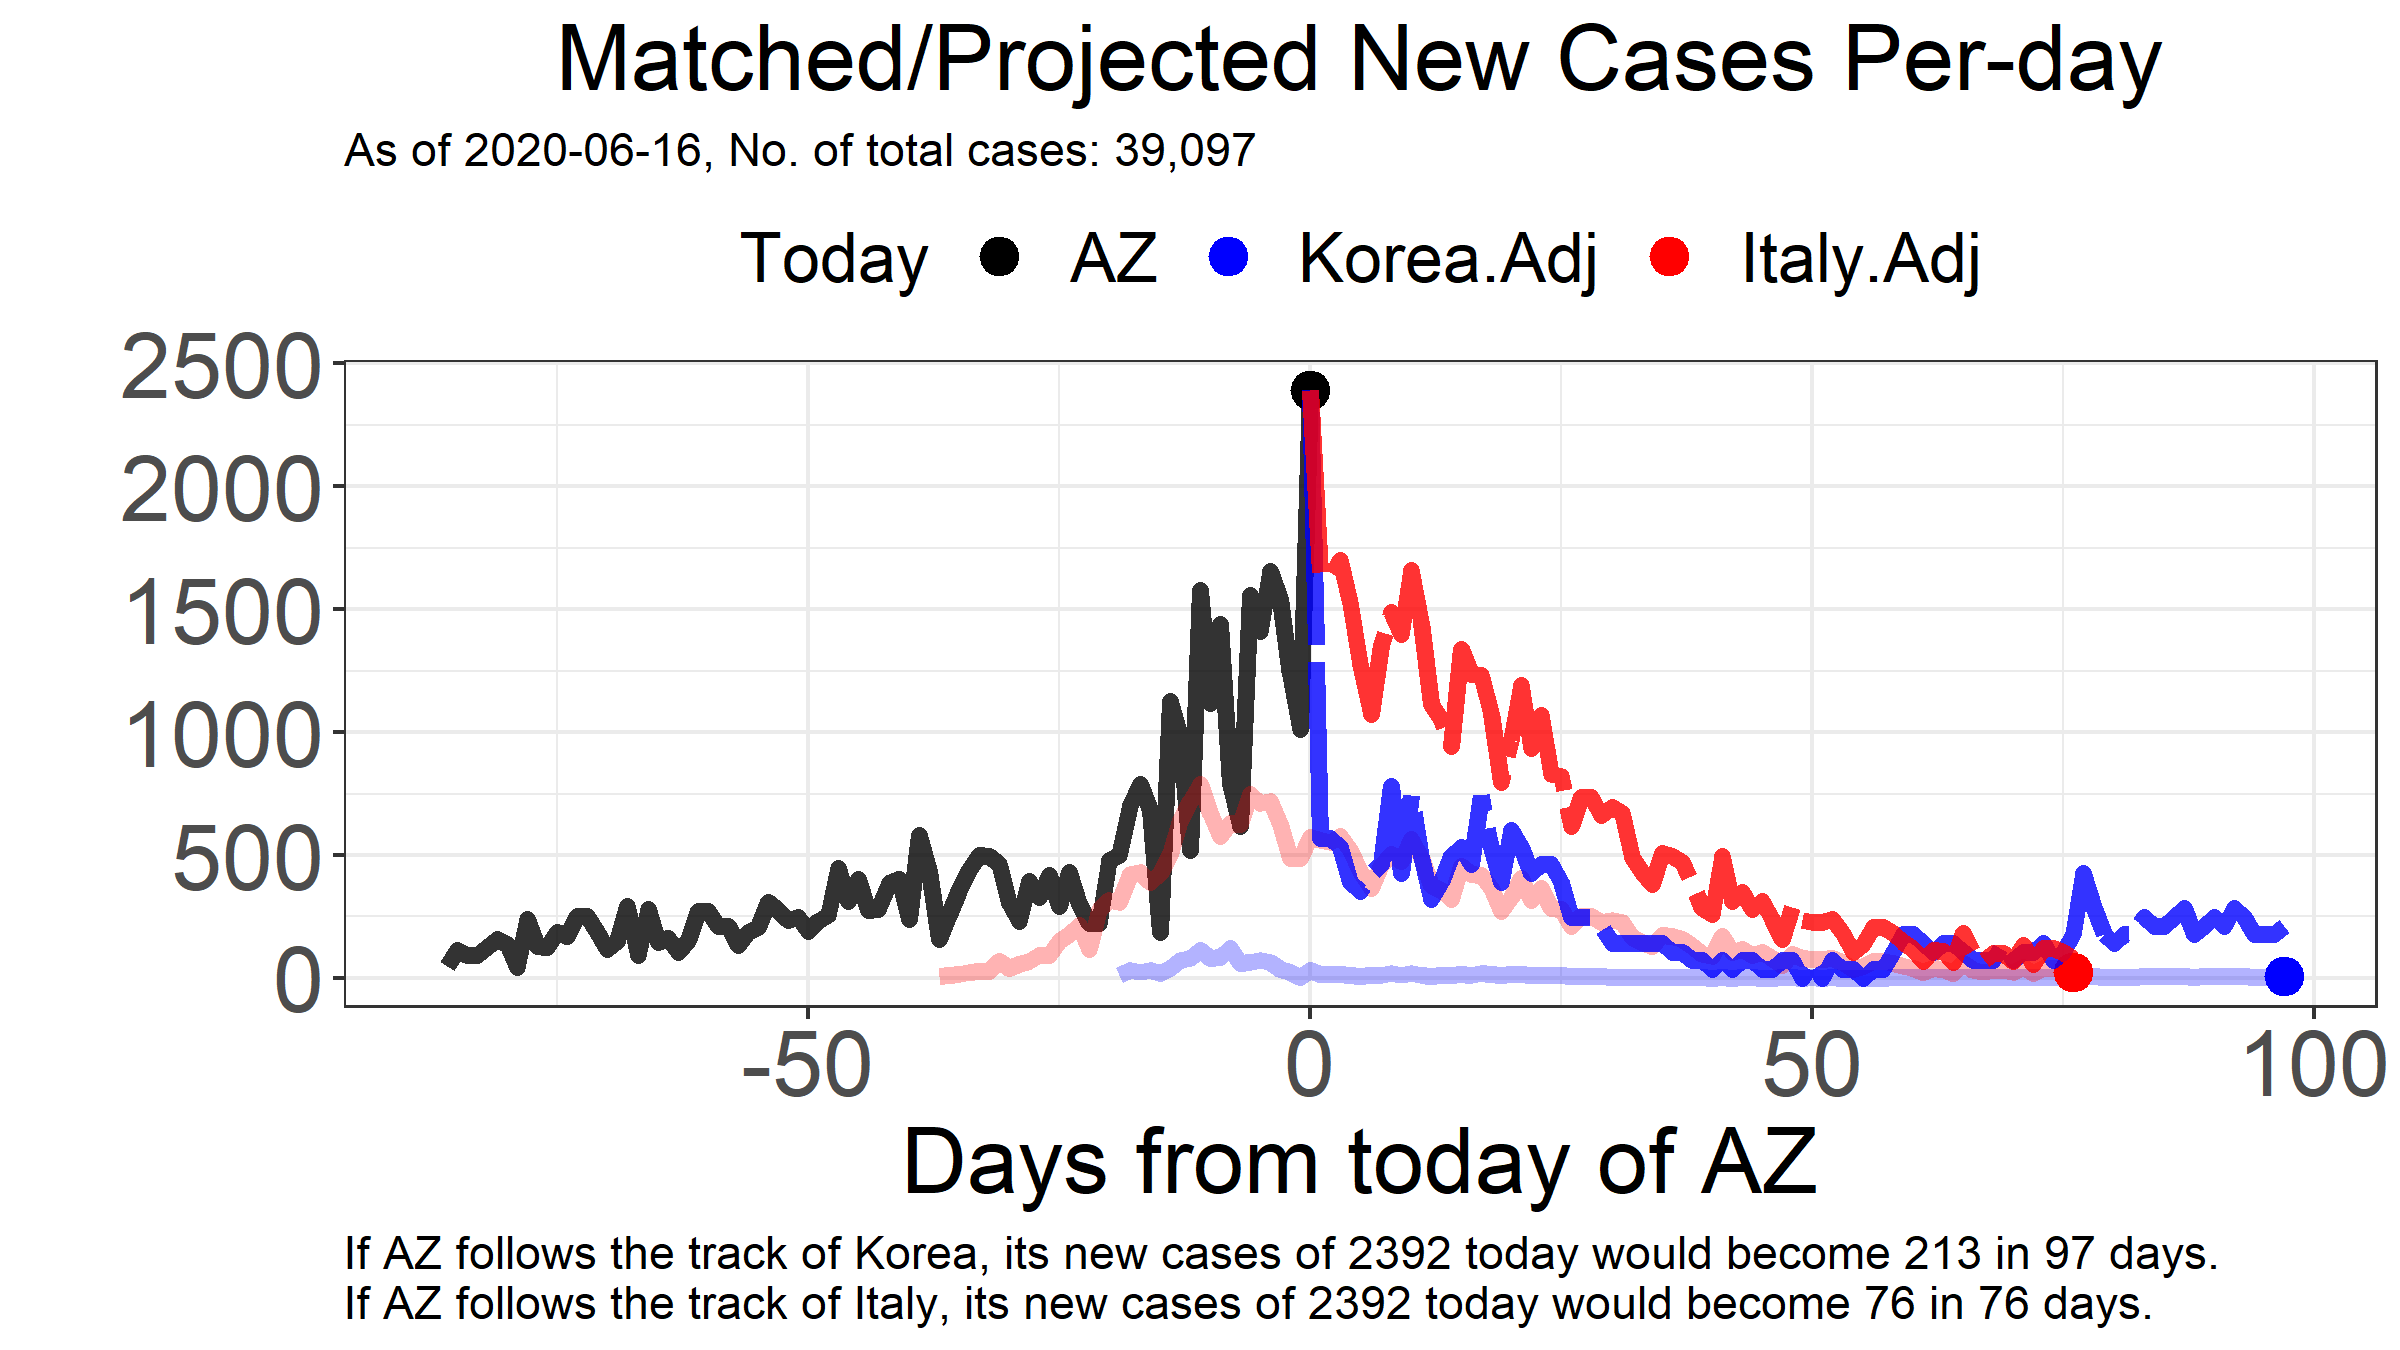 Matched/Projected New Cases Per-day
As of 2020-06-16, No. of total cases: 39,097
Today AZ Korea.Adj Italy.Adj
2500
2000
1500
1000
500
0
-50 0 50 100
Days from today of AZ
If AZ follows the track of Korea, its new cases of 2392 today would become 213 in 97 days.
If AZ follows the track of Italy, its new cases of 2392 today would become 76 in 76 days.